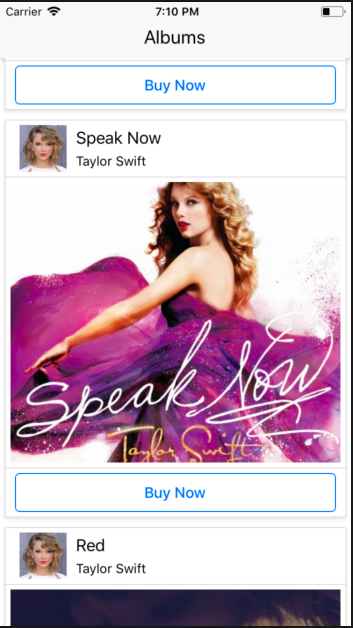 Carrier 7:10 PM
Albums
Buy Now
Speak Now
Taylor Swift
Speak Now
Taylor Swift
Buy Now
Red
Taylor Swift